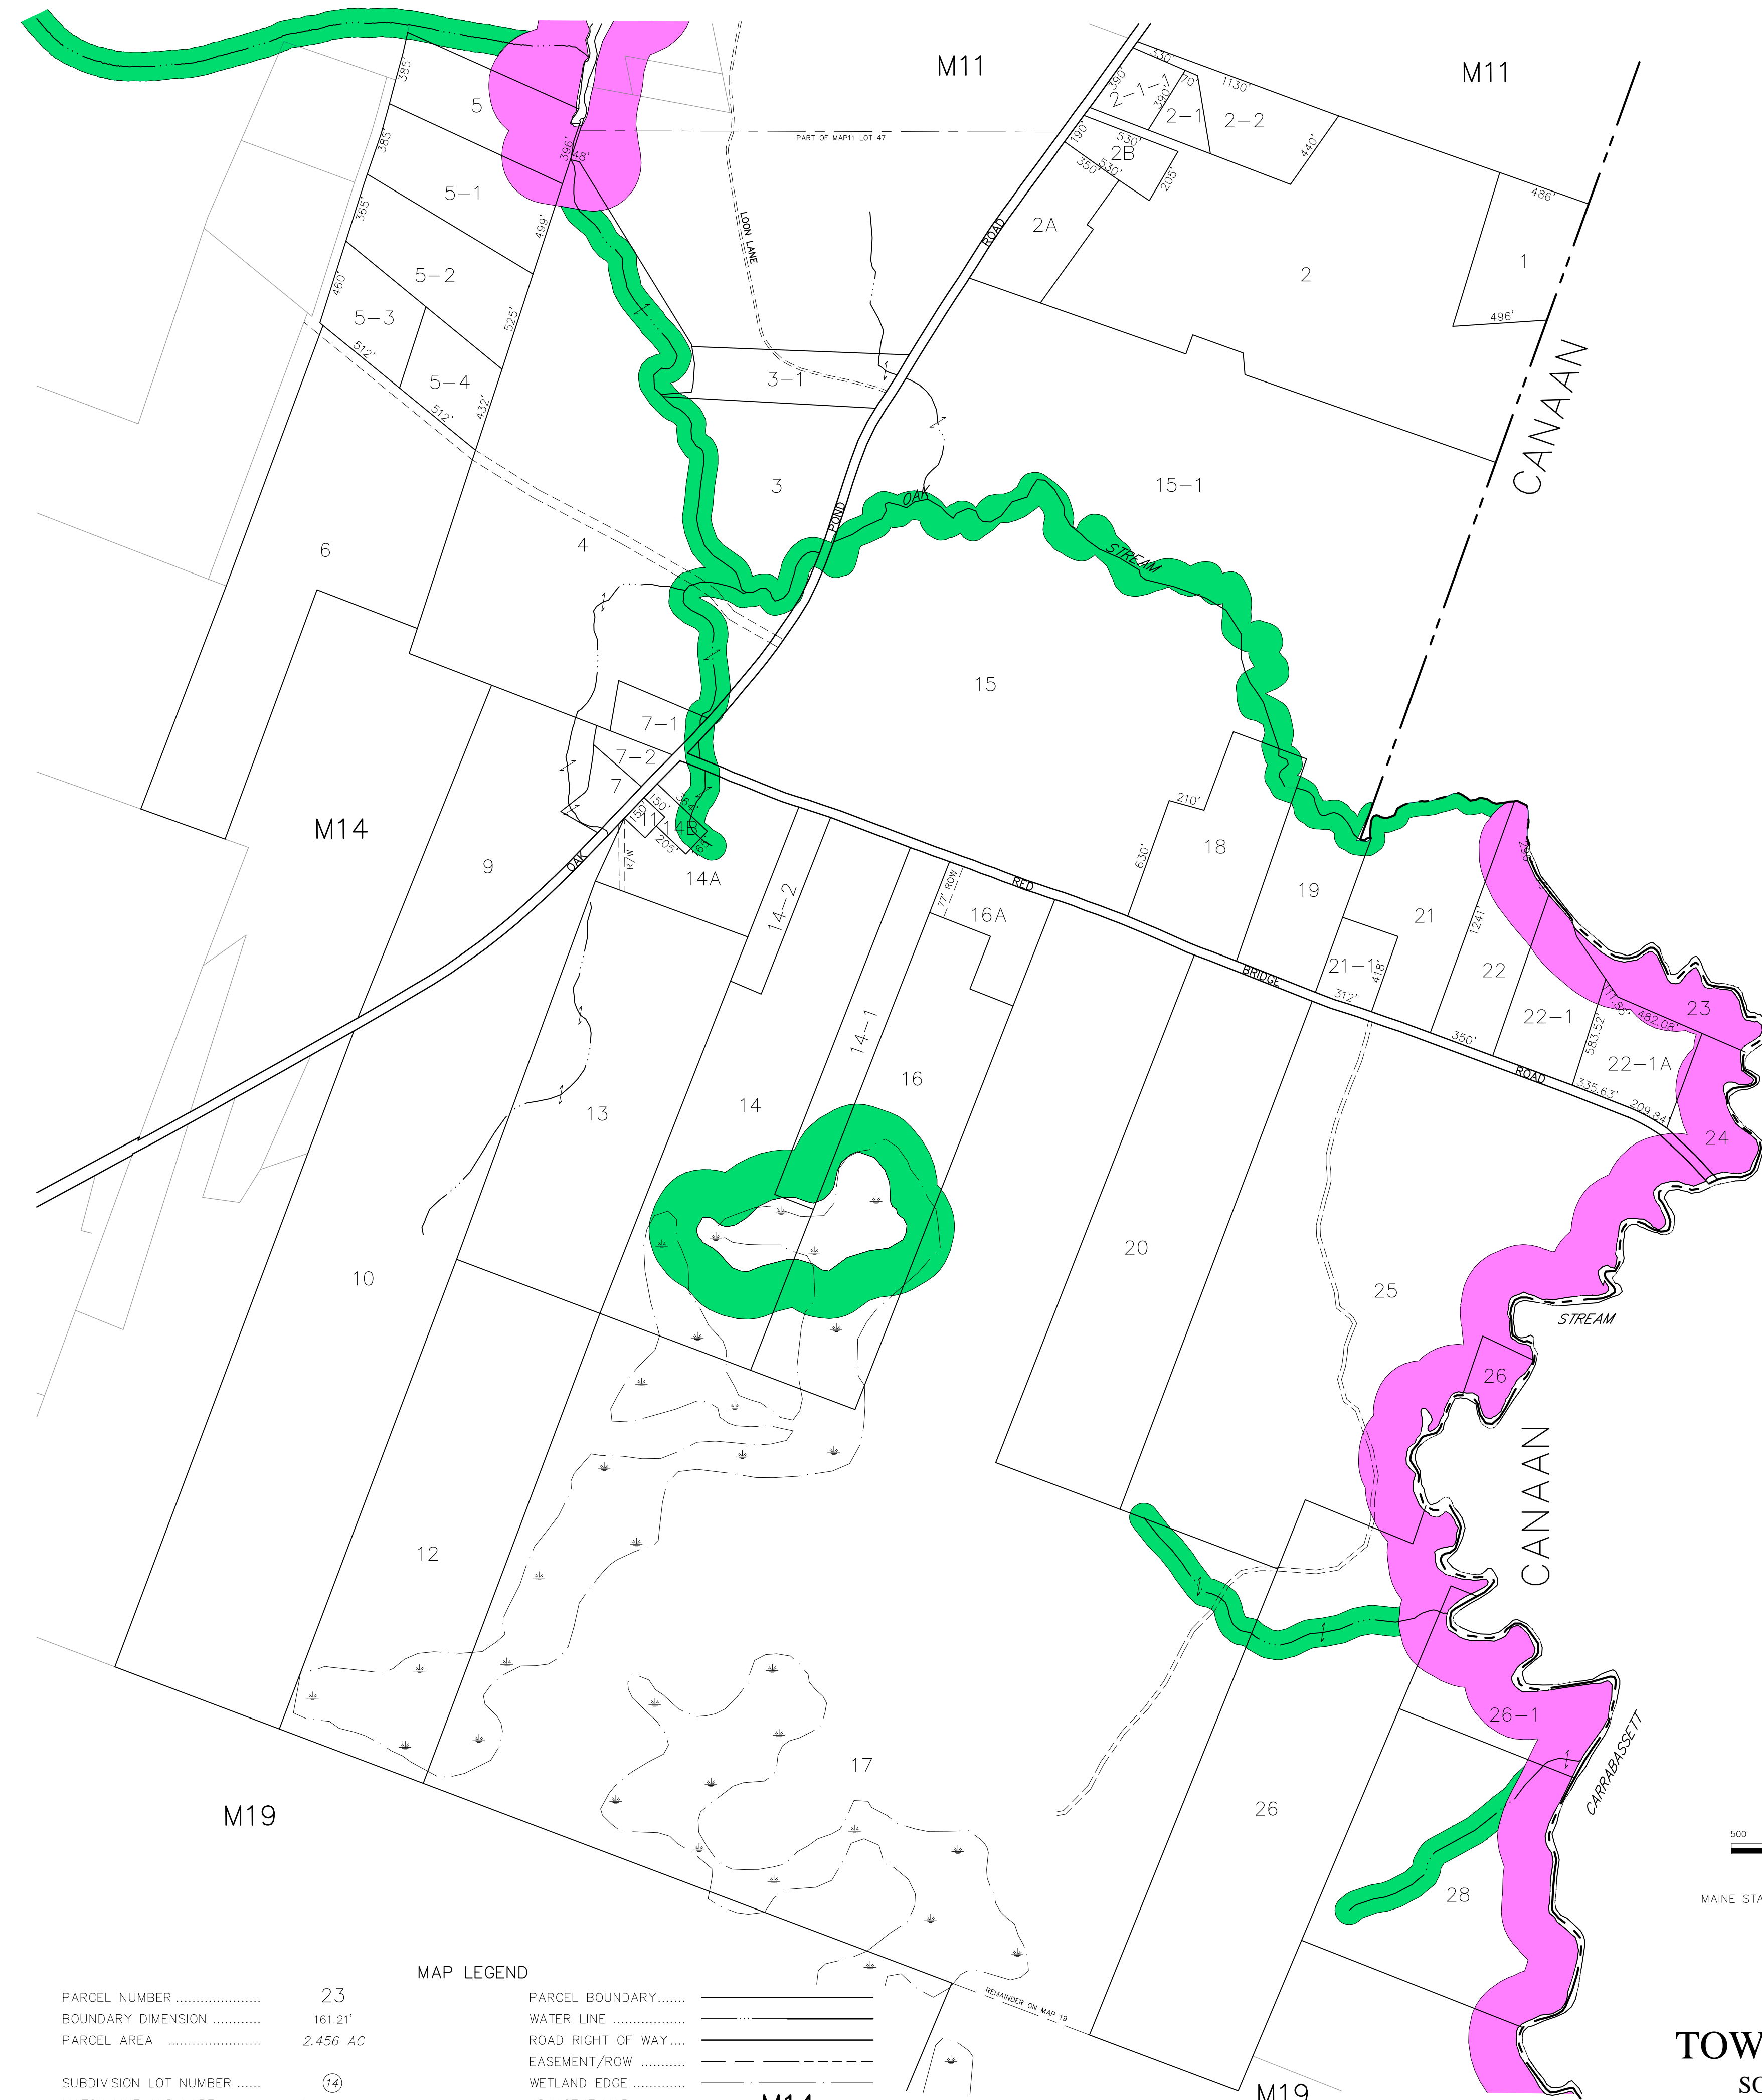 M11
M11
385'
5
330'
390'
70'
1130'
2-1-1
390'
2-1
2-2
PART OF MAP11 LOT 47
385'
396'
48'
190'
530'
2B
350'
530'
205'
440'
5-1
365'
499'
LOON LANE
486'
2A
ROAD
1
2
5-2
460'
5-3
525'
496'
512'
5-4
432'
512'
3-1
CANAAN
3
15-1
POND
OAK
STREAM
6
4
15
7-1
7-2
7
M14
150'
364'
150'
11
14B
205'
210'
18
630'
9
OAK
R/W
14A
14-2
RED
77' ROW
16A
19
21
1241'
21-1
418'
312'
BRIDGE
22
23
111.85'
482.08'
22-1
583.52'
350'
22-1A
ROAD
335.63'
209.84'
14-1
16
14
13
24
20
10
25
STREAM
26
CANAAN
12
26-1
CARRABASSETT
17
26
M19
28
500
MAINE STA
REMAINDER ON MAP 19
MAP LEGEND
PARCEL NUMBER ..................... 23
BOUNDARY DIMENSION ............ 161.21'
PARCEL AREA ....................... 2.456 AC
SUBDIVISION LOT NUMBER ...... 14
PARCEL BOUNDARY.......
WATER LINE ..................
ROAD RIGHT OF WAY....
EASEMENT/ROW ...........
WETLAND EDGE .............
M14
M19
TOW